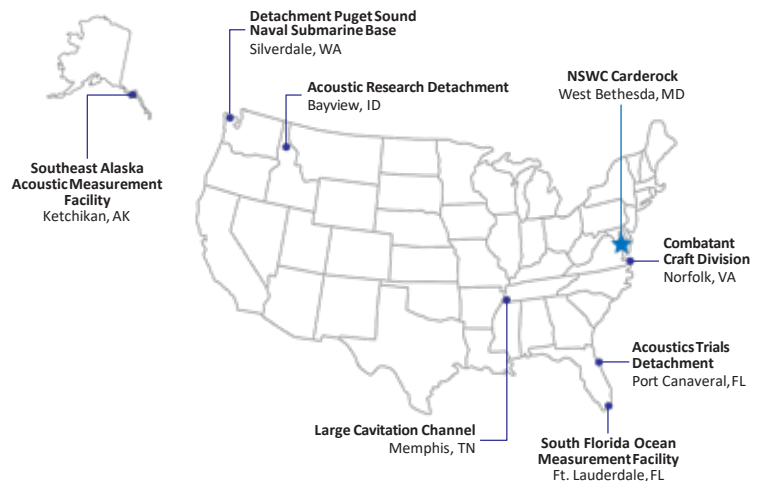 Detachment Puget Sound
Naval Submarine Base
Silverdale, WA
Acoustic Research Detachment
Bayview, ID
NSWC Carderock
West Bethesda, MD
Southeast Alaska
Acoustic Measurement
Facility
Ketchikan, AK
Combatant
Craft Division
Norfolk, VA
Acoustics Trials
Detachment
Port Canaveral, FL
Large Cavitation Channel
Memphis, TN
South Florida Ocean
Measurement Facility
Ft. Lauderdale, FL